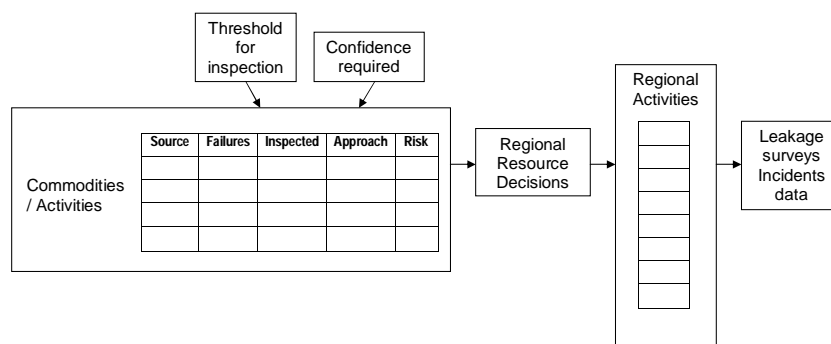 Threshold
for
inspection
Confidence
required
Commodities
/ Activities
Source Failures Inspected Approach Risk
Regional
Resource
Decisions
Regional
Activities
Leakage
surveys
Incidents
data